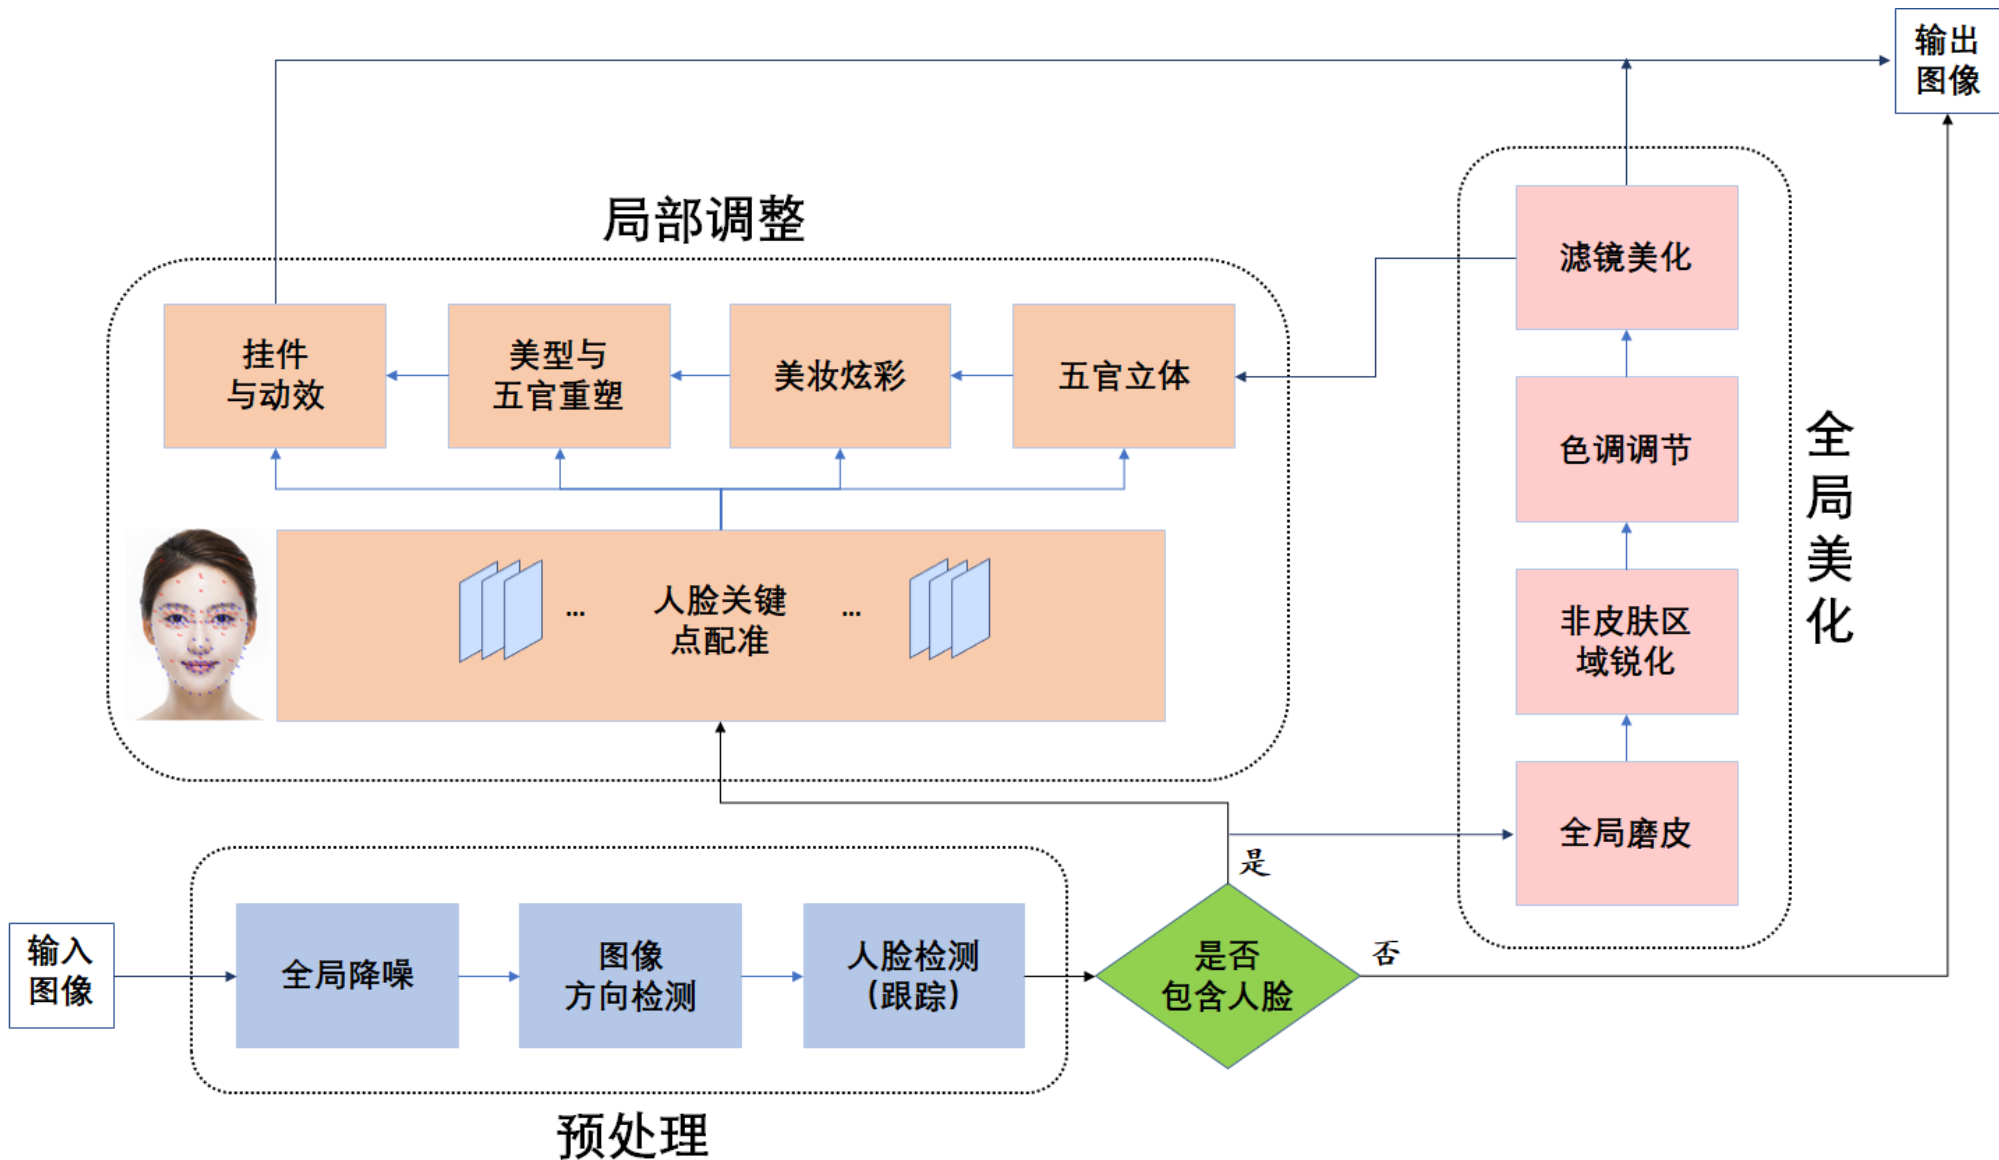 输出
图像
局部调整
滤镜美化
挂件
与动效
美型与
五官重塑
美妆炫彩
五官立体
色调调节
全
局
美
化
...
人脸关键
点配准
...
非皮肤区
域锐化
全局磨皮
是
输入
图像
全局降噪
图像
方向检测
人脸检测
(跟踪)
是否
包含人脸
否
预处理